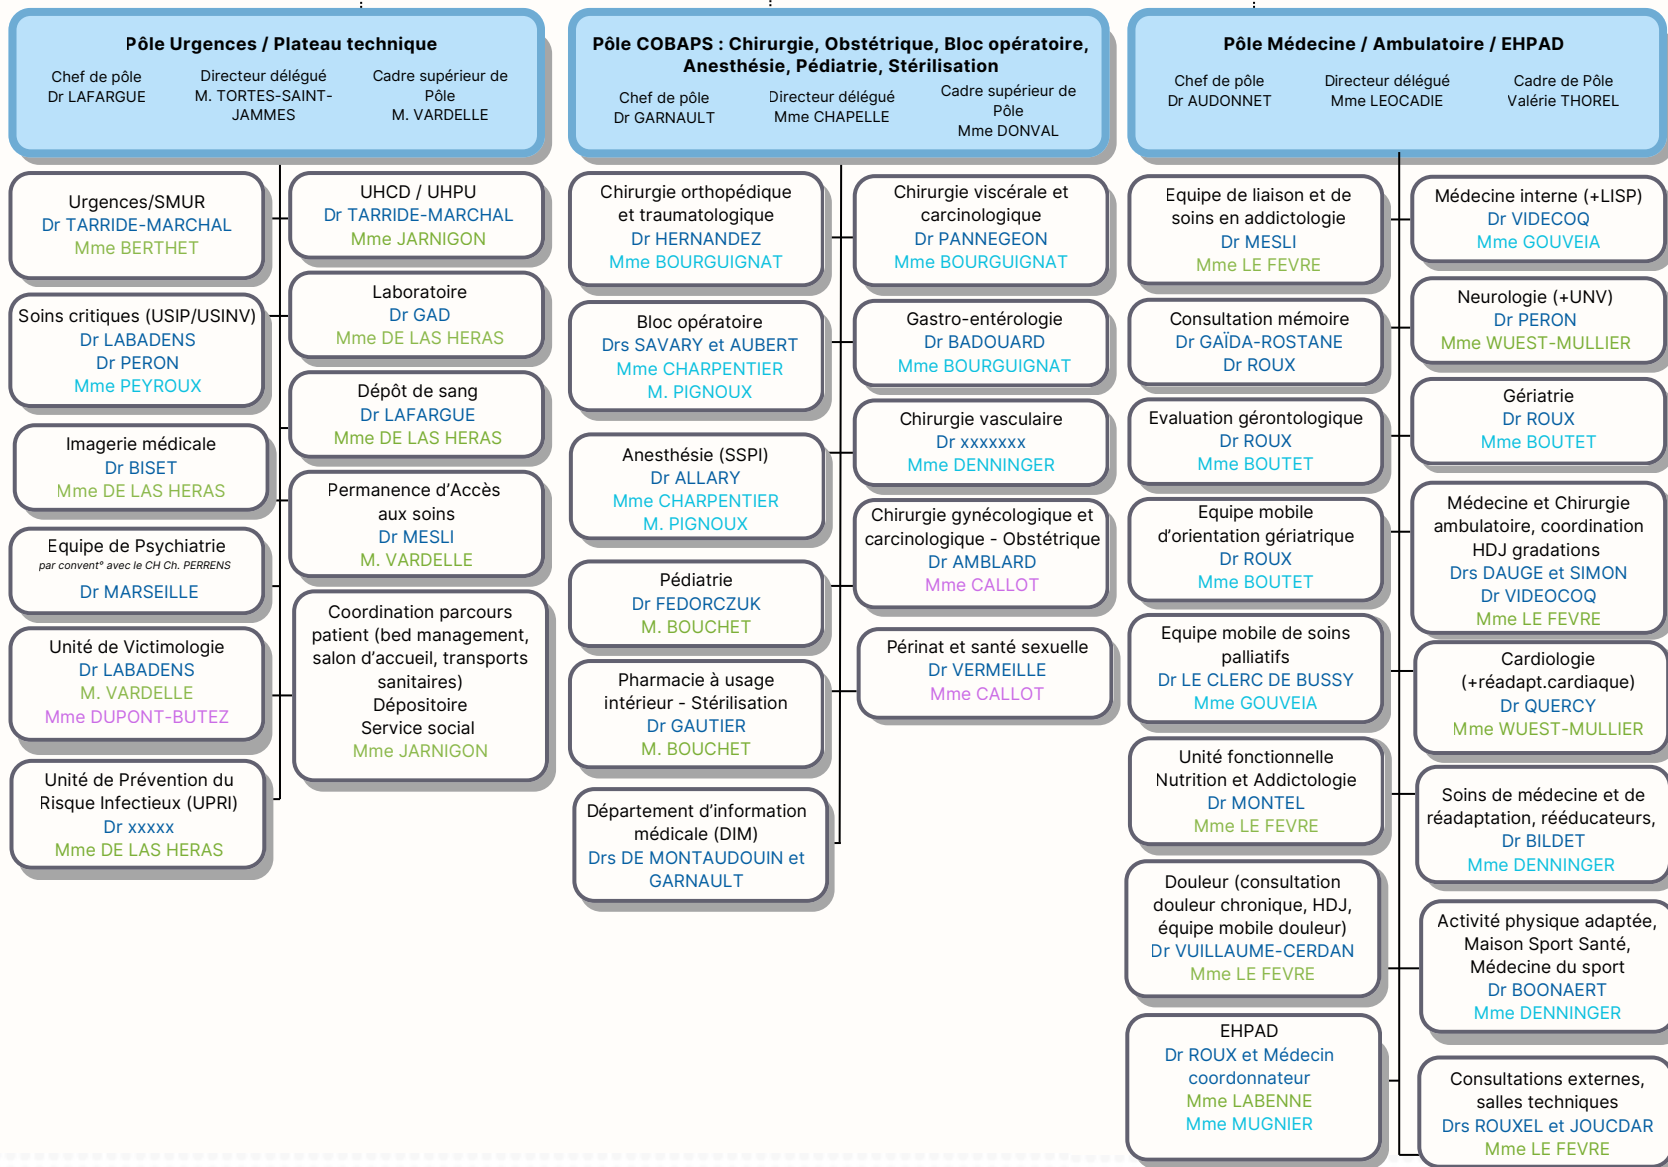 Pôle Urgences / Plateau technique
Chef de pôle
Dr LAFARGUE
Directeur délégué
M. TORTES-SAINT-
JAMMES
Cadre supérieur de
Pôle
M. VARDELLE
Urgences/SMUR
Dr TARRIDE-MARCHAL
Mme BERTHET
Soins critiques (USIP/USINV)
Dr LABADENS
Dr PERON
Mme PEYROUX
Imagerie médicale
Dr BISET
Mme DE LAS HERAS
Equipe de Psychiatrie
par convent° avec le CH Ch. PERRENS
Dr MARSEILLE
Unité de Victimologie
Dr LABADENS
M. VARDELLE
Mme DUPONT-BUTEZ
Unité de Prévention du
Risque Infectieux (UPRI)
Dr xxxxx
Mme DE LAS HERAS
UHCD / UHPU
Dr TARRIDE-MARCHAL
Mme JARNIGON
Laboratoire
Dr GAD
Mme DE LAS HERAS
Dépôt de sang
Dr LAFARGUE
Mme DE LAS HERAS
Permanence d'Accès
aux soins
Dr MESLI
M. VARDELLE
Coordination parcours
patient (bed management,
salon d'accueil, transports
sanitaires)
Dépositoire
Service social
Mme JARNIGON
Pôle COBAPS : Chirurgie, Obstétrique, Bloc opératoire,
Anesthésie, Pédiatrie, Stérilisation
Chef de pôle
Dr GARNAULT
Directeur délégué
Mme CHAPELLE
Cadre supérieur de
Pôle
Mme DONVAL
Chirurgie orthopédique
et traumatologique
Dr HERNANDEZ
Mme BOURGUIGNAT
Bloc opératoire
Drs SAVARY et AUBERT
Mme CHARPENTIER
M. PIGNOUX
Anesthésie (SSPI)
Dr ALLARY
Mme CHARPENTIER
M. PIGNOUX
Pédiatrie
Dr FEDORCZUK
M. BOUCHET
Pharmacie à usage
intérieur - Stérilisation
Dr GAUTIER
M. BOUCHET
Département d'information
médicale (DIM)
Drs DE MONTAUDOUIN et
GARNAULT
Chirurgie viscérale et
carcinologique
Dr PANNEGEON
Mme BOURGUIGNAT
Gastro-entérologie
Dr BADOUARD
Mme BOURGUIGNAT
Chirurgie vasculaire
Dr xxxxxxx
Mme DENNINGER
Chirurgie gynécologique et
carcinologique - Obstétrique
Dr AMBLARD
Mme CALLOT
Périnat et santé sexuelle
Dr VERMEILLE
Mme CALLOT
Pôle Médecine / Ambulatoire / EHPAD
Chef de pôle
Dr AUDONNET
Directeur délégué
Mme LEOCADIE
Cadre de Pôle
Valérie THOREL
Equipe de liaison et de
soins en addictologie
Dr MESLI
Mme LE FEVRE
Consultation mémoire
Dr GAÏDA-ROSTANE
Dr ROUX
Evaluation gérontologique
Dr ROUX
Mme BOUTET
Equipe mobile
d'orientation gériatrique
Dr ROUX
Mme BOUTET
Equipe mobile de soins
palliatifs
Dr LE CLERC DE BUSSY
Mme GOUVEIA
Unité fonctionnelle
Nutrition et Addictologie
Dr MONTEL
Mme LE FEVRE
Douleur (consultation
douleur chronique, HDJ,
équipe mobile douleur)
Dr VUILLAUME-CERDAN
Mme LE FEVRE
EHPAD
Dr ROUX et Médecin
coordonnateur
Mme LABENNE
Mme MUGNIER
Médecine interne (+LISP)
Dr VIDECOQ
Mme GOUVEIA
Neurologie (+UNV)
Dr PERON
Mme WUEST-MULLIER
Gériatrie
Dr ROUX
Mme BOUTET
Médecine et Chirurgie
ambulatoire, coordination
HDJ gradations
Drs DAUGE et SIMON
Dr VIDEOCOQ
Mme LE FEVRE
Cardiologie
(+réadapt.cardiaque)
Dr QUERCY
Mme WUEST-MULLIER
Soins de médecine et de
réadaptation, rééducateurs,
Dr BILDET
Mme DENNINGER
Activité physique adaptée,
Maison Sport Santé,
Médecine du sport
Dr BOONAERT
Mme DENNINGER
Consultations externes,
salles techniques
Drs ROUXEL et JOUCDAR
Mme LE FEVRE